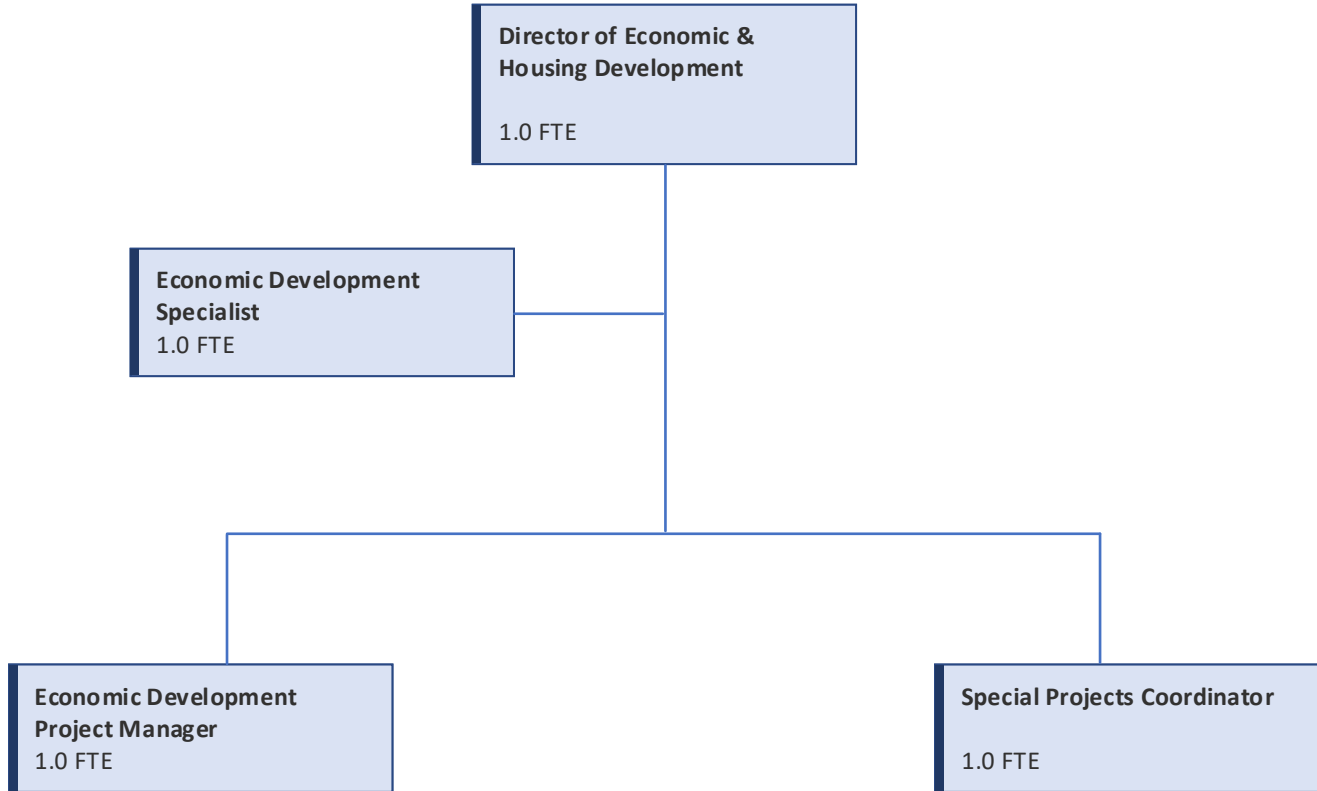 Director of Economic &
Housing Development
1.0 FTE
Economic Development
Specialist
1.0 FTE
Economic Development
Project Manager
1.0 FTE
Special Projects Coordinator
1.0 FTE